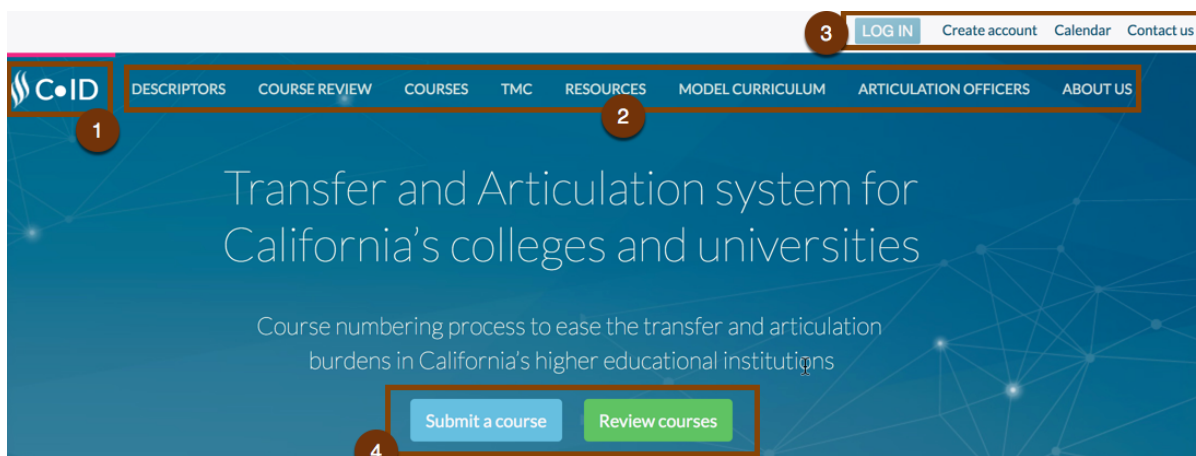 3 LOG IN Create account Calendar Contact us
C•ID DESCRIPTORS COURSE REVIEW COURSES TMC RESOURCES MODEL CURRICULUM ARTICULATION OFFICERS ABOUT US
1 2
Transfer and Articulation system for
California's colleges and universities
Course numbering process to ease the transfer and articulation
burdens in California's higher educational institutions
Submit a course Review courses
4